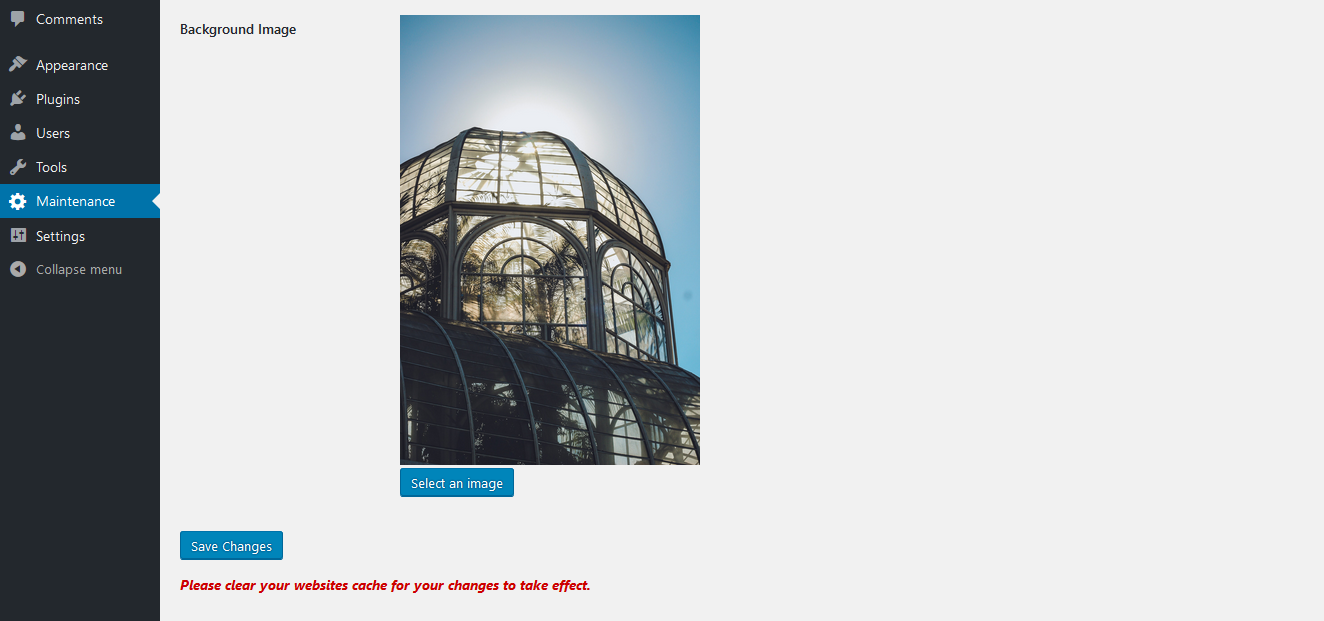 Comments
Appearance
Plugins
Users
Tools
Maintenance
Settings
Collapse menu
Background Image
Select an image
Save Changes
Please clear your websites cache for your changes to take effect.